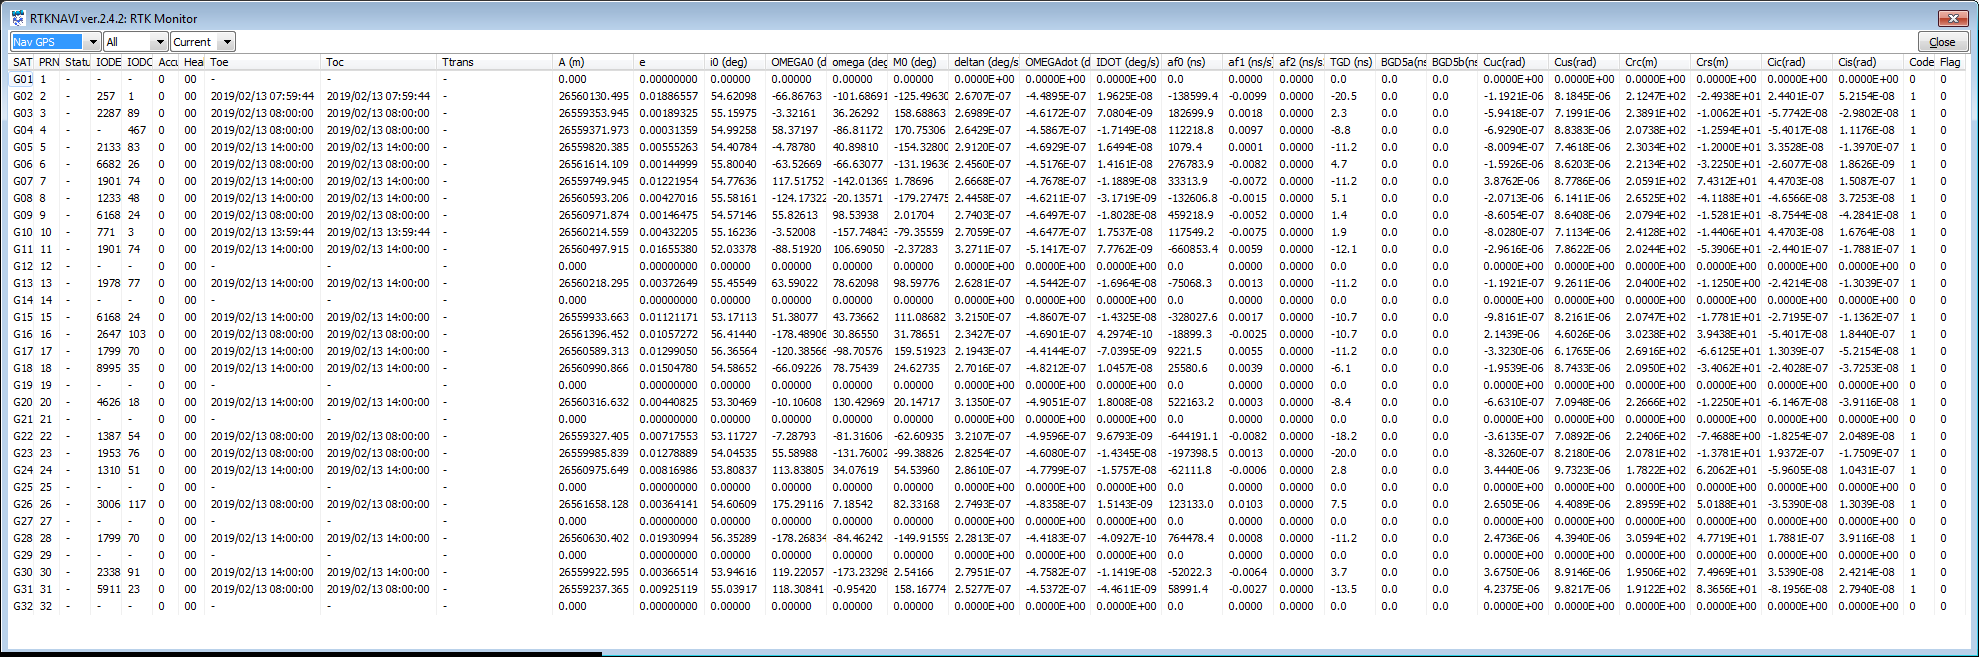 RTKNAVI ver.2.4.2: RTK Monitor
Nav GPS All Current Close
SAT PRN Statu IODE IODC Accu Hea Toe Toc Ttrans A (m) e i0 (deg) OMEGA0 (d omega (deg M0 (deg) deltan (deg/s OMEGAdot (d IDOT (deg/s) af0 (ns) af1 (ns/s af2 (ns/s TGD (ns) BGD5a(ns BGD5b(ns Cuc(rad) Cus(rad) Crc(m) Crs(m) Cic(rad) Cis(rad) Code Flag
G01 1 - - - 0 00 - - - 0.000 0.00000000 0.00000 0.00000 0.00000 0.00000 0.0000E+00 0.0000E+00 0.0000E+00 0.0 0.0000 0.0000 0.0 0.0 0.0 0.0000E+00 0.0000E+00 0.0000E+00 0.0000E+00 0.0000E+00 0.0000E+00 0 0
G02 2 - 257 1 0 00 2019/02/13 07:59:44 2019/02/13 07:59:44 - 26560130.495 0.01886557 54.62098 -66.86763 -101.68691 -125.49630 2.6707E-07 -4.4895E-07 1.9625E-08 -138599.4 -0.0099 0.0000 -20.5 0.0 0.0 -1.1921E-06 8.1845E-06 2.1247E+02 -2.4938E+01 2.4401E-07 5.2154E-08 1 0
G03 3 - 2287 89 0 00 2019/02/13 08:00:00 2019/02/13 08:00:00 - 26559353.945 0.00189325 55.15975 -3.32161 36.26292 158.68863 2.6989E-07 -4.6172E-07 7.0804E-09 182699.9 0.0018 0.0000 2.3 0.0 0.0 -5.9418E-07 7.1991E-06 2.3891E+02 -1.0062E+01 -5.7742E-08 -2.9802E-08 1 0
G04 4 - - 467 0 00 2019/02/13 08:00:00 2019/02/13 08:00:00 - 26559371.973 0.00031359 54.99258 58.37197 -86.81172 170.75306 2.6429E-07 -4.5867E-07 -1.7149E-08 112218.8 0.0097 0.0000 -8.8 0.0 0.0 -6.9290E-07 8.8383E-06 2.0738E+02 -1.2594E+01 -5.4017E-08 1.1176E-08 1 0
G05 5 - 2133 83 0 00 2019/02/13 14:00:00 2019/02/13 14:00:00 - 26559820.385 0.00555263 54.40784 -4.78780 40.89810 -154.32800 2.9120E-07 -4.6929E-07 1.6499E-08 1079.4 0.0001 0.0000 -11.2 0.0 0.0 -8.0094E-07 7.4618E-06 2.3034E+02 -1.2000E+01 3.3528E-08 -1.3970E-07 1 0
G06 6 - 6682 26 0 00 2019/02/13 14:00:00 2019/02/13 14:00:00 - 26561614.109 0.00144999 55.80040 -63.52669 -66.63077 -131.19636 2.4560E-07 -4.5176E-07 1.4161E-08 276783.9 -0.0082 0.0000 4.7 0.0 0.0 -1.5926E-06 8.6203E-06 2.2134E+02 -3.2250E+01 -2.6077E-08 1.8626E-09 1 0
G07 7 - 1901 74 0 00 2019/02/13 14:00:00 2019/02/13 14:00:00 - 26559749.945 0.01221954 54.77636 117.51752 -142.01369 1.78696 2.6668E-07 -4.7678E-07 -1.1889E-08 33313.9 -0.0072 0.0000 -11.2 0.0 0.0 3.8762E-06 8.7786E-06 2.0591E+02 7.4312E+01 4.4703E-08 1.5087E-07 1 0
G08 8 - 1233 48 0 00 2019/02/13 14:00:00 2019/02/13 14:00:00 - 26560593.206 0.00427016 55.58161 -124.17322 -20.13571 -179.27475 2.4458E-07 -4.6211E-07 -3.1719E-09 -132606.8 -0.0015 0.0000 5.1 0.0 0.0 -2.0713E-06 6.1411E-06 2.6525E+02 -4.1188E+01 -4.6566E-08 3.7253E-08 1 0
G09 9 - 6168 24 0 00 2019/02/13 14:00:00 2019/02/13 14:00:00 - 26560971.874 0.00146475 54.57146 55.82613 98.53938 2.01704 2.7403E-07 -4.6497E-07 -1.8028E-08 459218.9 -0.0052 0.0000 1.4 0.0 0.0 -8.6054E-07 8.6408E-06 2.0794E+02 -1.5281E+01 -8.7544E-08 -4.2841E-08 1 0
G10 10 - 771 3 0 00 2019/02/13 13:59:44 2019/02/13 13:59:44 - 26560214.559 0.00432205 55.16236 -3.52008 -157.74843 -79.35559 2.7059E-07 -4.6477E-07 1.7537E-08 117549.2 -0.0075 0.0000 1.9 0.0 0.0 -8.0280E-07 7.1134E-06 2.4128E+02 -1.4406E+01 4.4703E-08 1.6764E-08 1 0
G11 11 - 1901 74 0 00 2019/02/13 14:00:00 2019/02/13 14:00:00 - 26560497.915 0.01655380 52.03378 -88.51920 106.69050 -2.37283 3.2711E-07 -5.1417E-07 7.7762E-09 -660853.4 0.0059 0.0000 -12.1 0.0 0.0 -2.9616E-06 7.8622E-06 2.0244E+02 -5.3906E+01 -2.4401E-07 -1.7881E-07 1 0
G12 12 - - - 0 00 - - - 0.000 0.00000000 0.00000 0.00000 0.00000 0.00000 0.0000E+00 0.0000E+00 0.0000E+00 0.0 0.0000 0.0000 0.0 0.0 0.0 0.0000E+00 0.0000E+00 0.0000E+00 0.0000E+00 0.0000E+00 0.0000E+00 0 0
G13 13 - 1978 77 0 00 2019/02/13 14:00:00 2019/02/13 14:00:00 - 26560218.295 0.00372649 55.45549 63.59022 78.62098 98.59776 2.6281E-07 -4.5442E-07 -1.6964E-08 -75068.3 0.0013 0.0000 -11.2 0.0 0.0 -1.1921E-07 9.2611E-06 2.0400E+02 -1.1250E+00 -2.4214E-08 -1.3039E-07 1 0
G14 14 - - - 0 00 - - - 0.000 0.00000000 0.00000 0.00000 0.00000 0.00000 0.0000E+00 0.0000E+00 0.0000E+00 0.0 0.0000 0.0000 0.0 0.0 0.0 0.0000E+00 0.0000E+00 0.0000E+00 0.0000E+00 0.0000E+00 0.0000E+00 0 0
G15 15 - 6168 24 0 00 2019/02/13 14:00:00 2019/02/13 14:00:00 - 26559933.663 0.01121171 53.17113 51.38077 43.73662 111.08682 3.2150E-07 -4.8607E-07 -1.4325E-08 -328027.6 0.0017 0.0000 -10.7 0.0 0.0 -9.8161E-07 8.2161E-06 2.0747E+02 -1.7781E+01 -2.7195E-07 -1.1362E-07 1 0
G16 16 - 2647 103 0 00 2019/02/13 08:00:00 2019/02/13 08:00:00 - 26561396.452 0.01057272 56.41440 -178.48906 30.86550 31.78651 2.3427E-07 -4.6901E-07 4.2974E-10 -18899.3 -0.0025 0.0000 -10.7 0.0 0.0 2.1439E-06 4.6026E-06 3.0238E+02 3.9438E+01 -5.4017E-08 1.8440E-07 1 0
G17 17 - 1799 70 0 00 2019/02/13 14:00:00 2019/02/13 14:00:00 - 26560589.313 0.01299050 56.36564 -120.38566 -98.70576 159.51923 2.1943E-07 -4.4144E-07 -7.0395E-09 9221.5 0.0055 0.0000 -11.2 0.0 0.0 -3.3230E-06 6.1765E-06 2.6916E+02 -6.6125E+01 1.3039E-07 -5.2154E-08 1 0
G18 18 - 8995 35 0 00 2019/02/13 14:00:00 2019/02/13 14:00:00 - 26560990.866 0.01504780 54.58652 -66.09226 78.75439 24.62735 2.7016E-07 -4.8212E-07 1.0457E-08 25580.6 0.0039 0.0000 -6.1 0.0 0.0 -1.9539E-06 8.7433E-06 2.0950E+02 -3.4062E+01 -2.4028E-07 -3.7253E-08 1 0
G19 19 - - - 0 00 - - - 0.000 0.00000000 0.00000 0.00000 0.00000 0.00000 0.0000E+00 0.0000E+00 0.0000E+00 0.0 0.0000 0.0000 0.0 0.0 0.0 0.0000E+00 0.0000E+00 0.0000E+00 0.0000E+00 0.0000E+00 0.0000E+00 0 0
G20 20 - 4626 18 0 00 2019/02/13 14:00:00 2019/02/13 14:00:00 - 26560316.632 0.00440825 53.30469 -10.10608 130.42969 20.14717 3.1350E-07 -4.9051E-07 1.8008E-08 522163.2 0.0003 0.0000 -8.4 0.0 0.0 -6.6310E-07 7.0948E-06 2.2666E+02 -1.2250E+01 -6.1467E-08 -3.9116E-08 1 0
G21 21 - - - 0 00 - - - 0.000 0.00000000 0.00000 0.00000 0.00000 0.00000 0.0000E+00 0.0000E+00 0.0000E+00 0.0 0.0000 0.0000 0.0 0.0 0.0 0.0000E+00 0.0000E+00 0.0000E+00 0.0000E+00 0.0000E+00 0.0000E+00 0 0
G22 22 - 1387 54 0 00 2019/02/13 08:00:00 2019/02/13 08:00:00 - 26559327.405 0.00717553 53.11727 -7.28793 -81.31606 -62.60935 3.2107E-07 -4.9596E-07 9.6793E-09 -644191.1 -0.0082 0.0000 -18.2 0.0 0.0 -3.6135E-07 7.0892E-06 2.2406E+02 -7.4688E+00 -1.8254E-07 2.0489E-08 1 0
G23 23 - 1953 76 0 00 2019/02/13 08:00:00 2019/02/13 08:00:00 - 26559985.839 0.01278889 54.04535 55.58988 -131.76002 -99.38826 2.8254E-07 -4.6080E-07 -1.4345E-08 -197398.5 0.0013 0.0000 -20.0 0.0 0.0 -8.3260E-07 8.2180E-06 2.0781E+02 -1.3781E+01 1.9372E-07 -1.7509E-07 1 0
G24 24 - 1310 51 0 00 2019/02/13 14:00:00 2019/02/13 14:00:00 - 26560975.649 0.00816986 53.80837 113.83805 34.07619 54.53960 2.8610E-07 -4.7799E-07 -1.5757E-08 -62111.8 -0.0006 0.0000 2.8 0.0 0.0 3.4440E-06 9.7323E-06 1.7822E+02 6.2062E+01 -5.9605E-08 1.0431E-07 1 0
G25 25 - - - 0 00 - - - 0.000 0.00000000 0.00000 0.00000 0.00000 0.00000 0.0000E+00 0.0000E+00 0.0000E+00 0.0 0.0000 0.0000 0.0 0.0 0.0 0.0000E+00 0.0000E+00 0.0000E+00 0.0000E+00 0.0000E+00 0.0000E+00 0 0
G26 26 - 3006 117 0 00 2019/02/13 08:00:00 2019/02/13 08:00:00 - 26561658.128 0.00364141 54.60609 175.29116 7.18542 82.33168 2.7493E-07 -4.8358E-07 1.5143E-09 123133.0 0.0103 0.0000 7.5 0.0 0.0 2.6505E-06 4.4089E-06 2.8959E+02 5.0188E+01 -3.5390E-08 1.3039E-08 1 0
G27 27 - - - 0 00 - - - 0.000 0.00000000 0.00000 0.00000 0.00000 0.00000 0.0000E+00 0.0000E+00 0.0000E+00 0.0 0.0000 0.0000 0.0 0.0 0.0 0.0000E+00 0.0000E+00 0.0000E+00 0.0000E+00 0.0000E+00 0.0000E+00 0 0
G28 28 - 1799 70 0 00 2019/02/13 14:00:00 2019/02/13 14:00:00 - 26560630.402 0.01930994 56.35289 -178.26834 -84.46242 -149.91559 2.2813E-07 -4.4183E-07 -4.0927E-10 764478.4 0.0008 0.0000 -11.2 0.0 0.0 2.4736E-06 4.3940E-06 3.0594E+02 4.7719E+01 1.7881E-07 3.9116E-08 1 0
G29 29 - - - 0 00 - - - 0.000 0.00000000 0.00000 0.00000 0.00000 0.00000 0.0000E+00 0.0000E+00 0.0000E+00 0.0 0.0000 0.0000 0.0 0.0 0.0 0.0000E+00 0.0000E+00 0.0000E+00 0.0000E+00 0.0000E+00 0.0000E+00 0 0
G30 30 - 2338 91 0 00 2019/02/13 14:00:00 2019/02/13 14:00:00 - 26559922.595 0.00366514 53.94616 119.22057 -173.23298 2.54166 2.7951E-07 -4.7582E-07 -1.1419E-08 -52022.3 -0.0064 0.0000 3.7 0.0 0.0 3.6750E-06 8.9146E-06 1.9506E+02 7.4969E+01 3.5390E-08 2.4214E-08 1 0
G31 31 - 5911 23 0 00 2019/02/13 08:00:00 2019/02/13 08:00:00 - 26559237.365 0.00925119 55.03917 118.30841 -0.95420 158.16774 2.5277E-07 -4.5372E-07 -4.4611E-09 58991.4 -0.0027 0.0000 -13.5 0.0 0.0 4.2375E-06 9.8217E-06 1.9122E+02 8.3656E+01 -8.1956E-08 2.7940E-08 1 0
G32 32 - - - 0 00 - - - 0.000 0.00000000 0.00000 0.00000 0.00000 0.00000 0.0000E+00 0.0000E+00 0.0000E+00 0.0 0.0000 0.0000 0.0 0.0 0.0 0.0000E+00 0.0000E+00 0.0000E+00 0.0000E+00 0.0000E+00 0.0000E+00 0 0